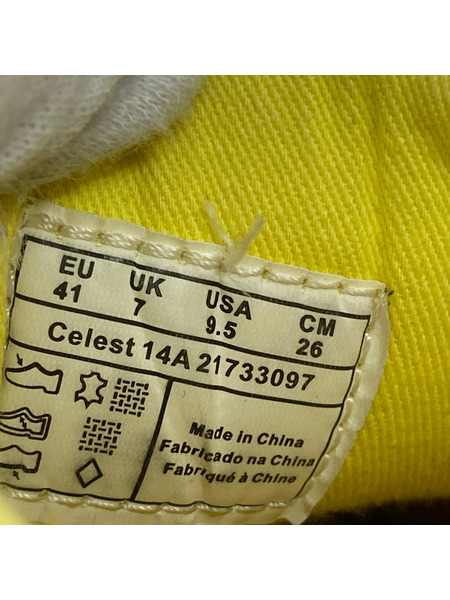 EU UK USA CM
41 7 9.5 26
Celest 14A 21733097
Made in China
Fabricado na China
Fabriqué à China